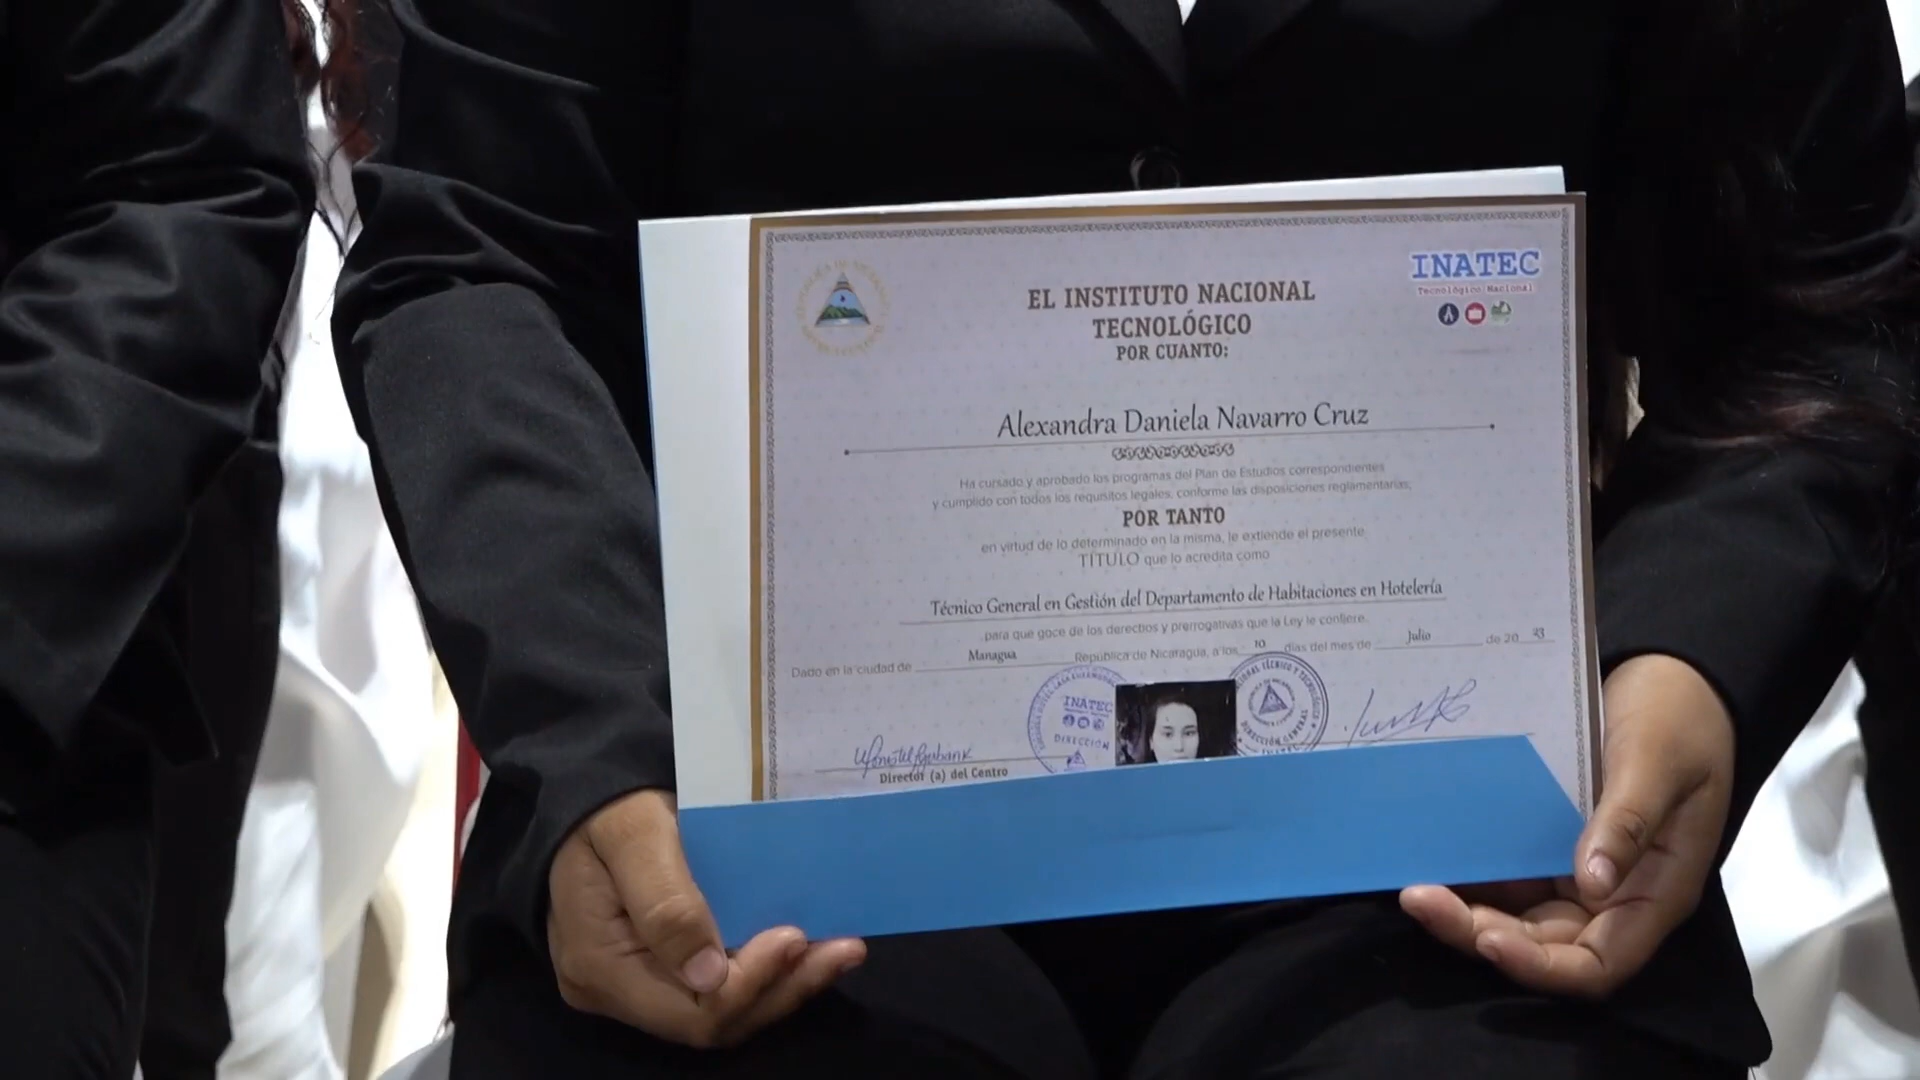 INATEC
Tecnológico Nacional
EL INSTITUTO NACIONAL
TECNOLÓGICO
POR CUANTO:
Alexandra Daniela Navarro Cruz
Ha cursado y aprobado los programas del Plan de Estudios correspondientes
y cumplido con todos los requisitos legales, conforme las disposiciones reglamentarias,
POR TANTO
en virtud de lo determinado en la misma, le extiende el presente
TÍTULO que lo acredita como
Técnico General en Gestión del Departamento de Habitaciones en Hotelería
para que goce de los derechos y prerrogativas que la Ley le confiere.
Dado en la ciudad de Managua República de Nicaragua, a los 10 días del mes de Julio de 20 23
INATEC
DIRECCIÓN
DIRECCIÓN GENERAL
Director (a) del Centro